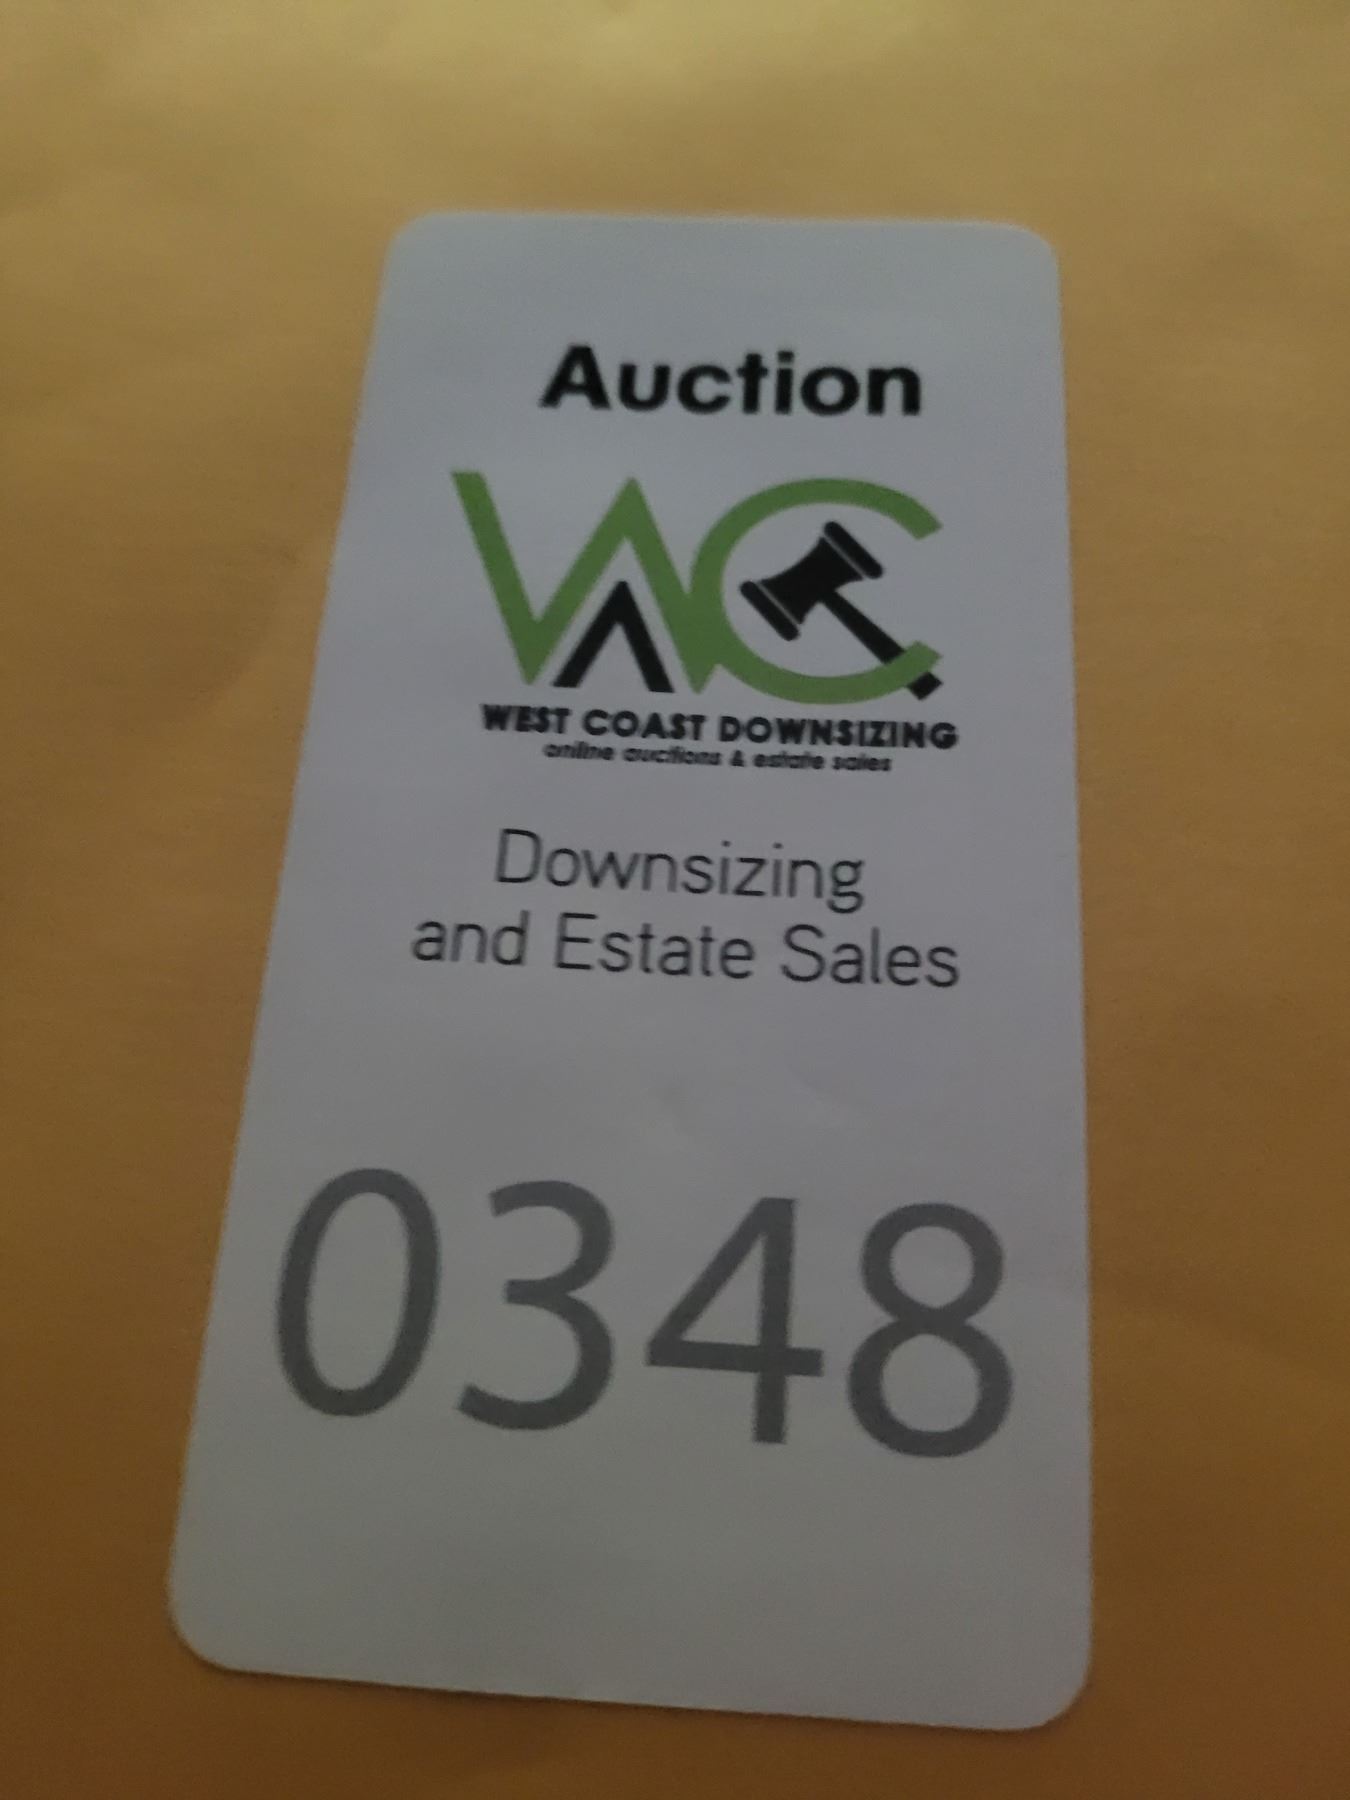 Auction
WC
WEST COAST DOWNSIZING
online auctions & estate sales
Downsizing
and Estate Sales
0348